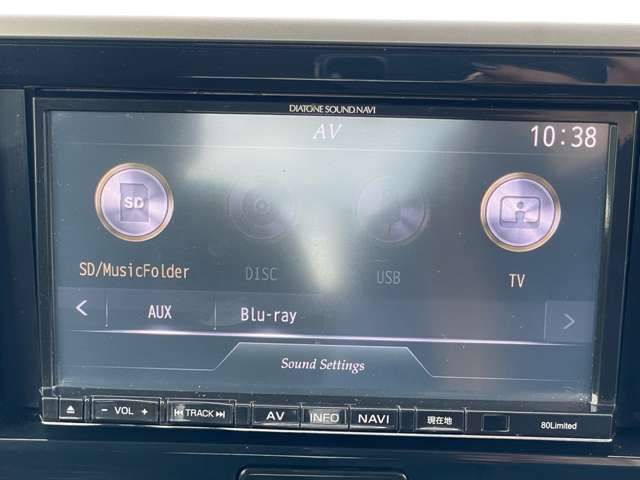 DIATONE SOUND.NAVI
AV
10:38
SD
SD/MusicFolder
DISC
USB
TV
AUX
Blu-ray
Sound Settings
− VOL +
TRACK
AV
INFO
NAVI
現在地
80Limited